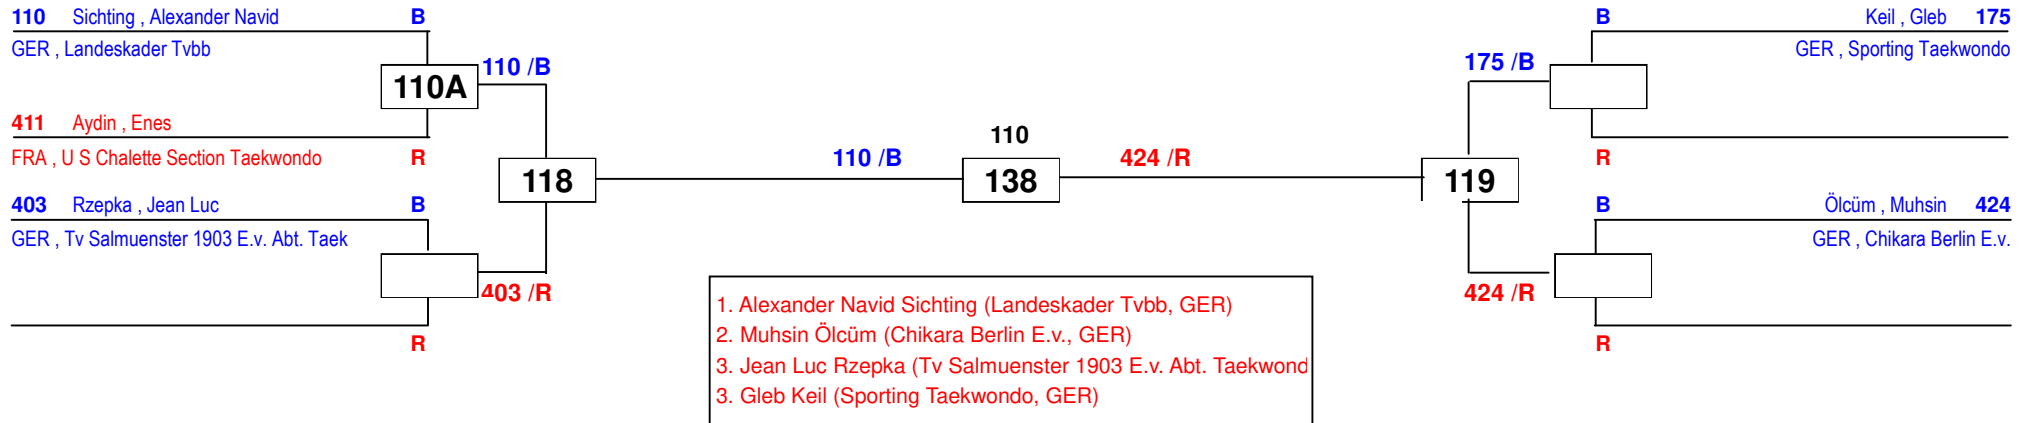 110 Sichting , Alexander Navid B
GER , Landeskader Tvbb
110A
110 /B
411 Aydin , Enes
FRA , U S Chalette Section Taekwondo R
118
403 Rzepka , Jean Luc B
GER , Tv Salmuenster 1903 E.v. Abt. Taek
403 /R
R
110 /B
110
138
424 /R
B Keil , Gleb 175
GER , Sporting Taekwondo
175 /B
R
119
B Ölcüm , Muhsin 424
GER , Chikara Berlin E.v.
424 /R
R
1. Alexander Navid Sichting (Landeskader Tvbb, GER)
2. Muhsin Ölcüm (Chikara Berlin E.v., GER)
3. Jean Luc Rzepka (Tv Salmuenster 1903 E.v. Abt. Taekwond
3. Gleb Keil (Sporting Taekwondo, GER)